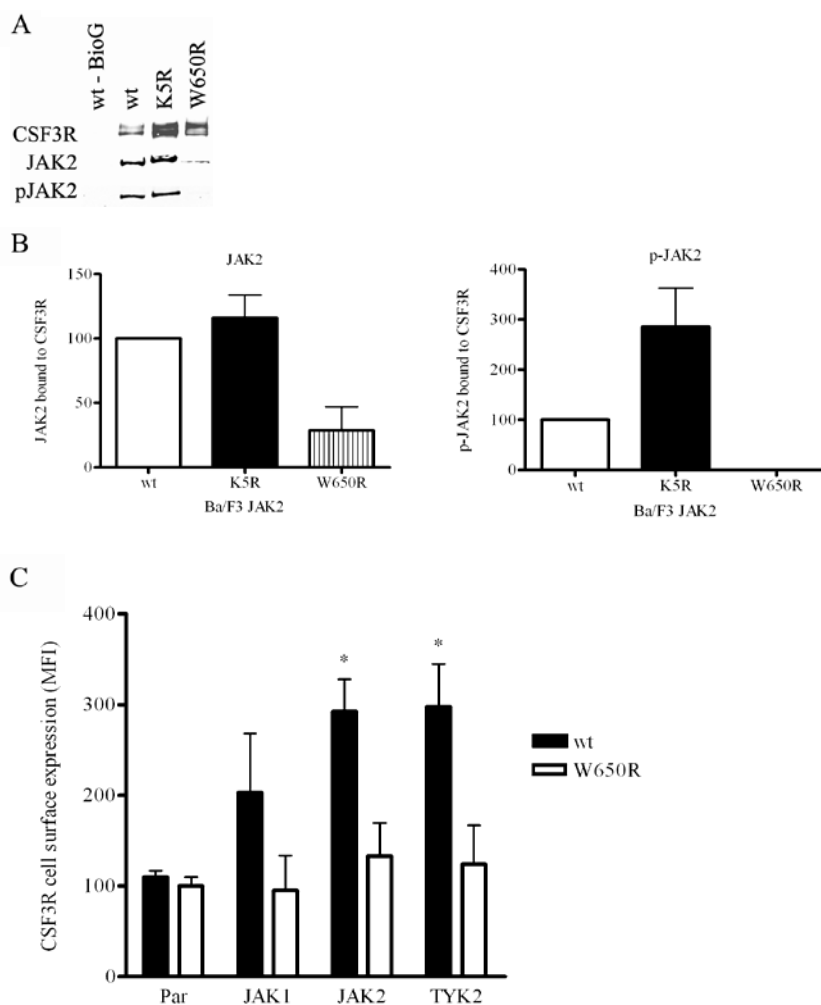 A
wt - BioG
wt
K5R
W650R
CSF3R
JAK2
pJAK2
B
JAK2
JAK2 bound to CSF3R
150
100
50
0
wt K5R W650R
Ba/F3 JAK2
p-JAK2
p-JAK2 bound to CSF3R
400
300
200
100
0
wt K5R W650R
Ba/F3 JAK2
C
CSF3R cell surface expression (MFI)
400
300
200
100
0
* *
wt
W650R
Par JAK1 JAK2 TYK2